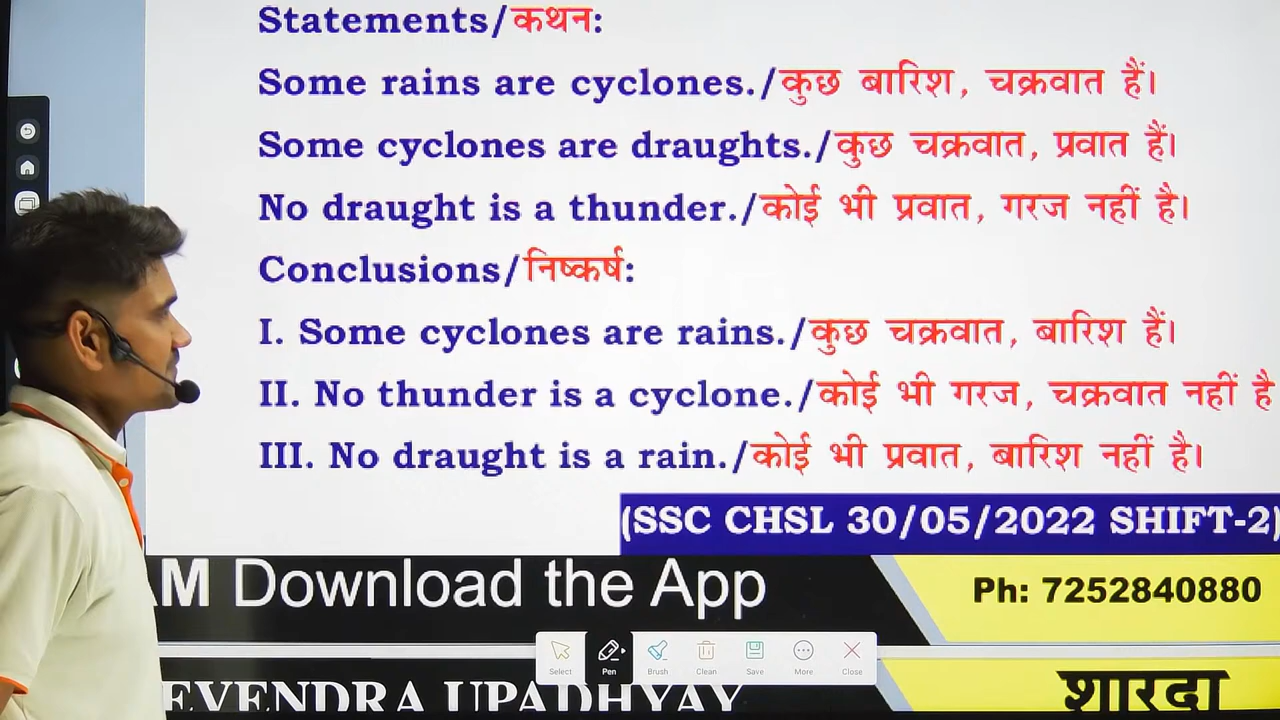 Statements/कथन:
Some rains are cyclones./कुछ बारिश, चक्रवात हैं।
Some cyclones are draughts./कुछ चक्रवात, प्रवात हैं।
No draught is a thunder./कोई भी प्रवात, गरज नहीं है।
Conclusions/निष्कर्ष:
I. Some cyclones are rains./कुछ चक्रवात, बारिश हैं।
II. No thunder is a cyclone./कोई भी गरज, चक्रवात नहीं है
III. No draught is a rain./कोई भी प्रवात, बारिश नहीं है।
(SSC CHSL 30/05/2022 SHIFT-2)
M Download the App
Ph: 7252840880
Select Pen Brush Clean Save More Close
EVENDRA UPADHYAY
शारदा